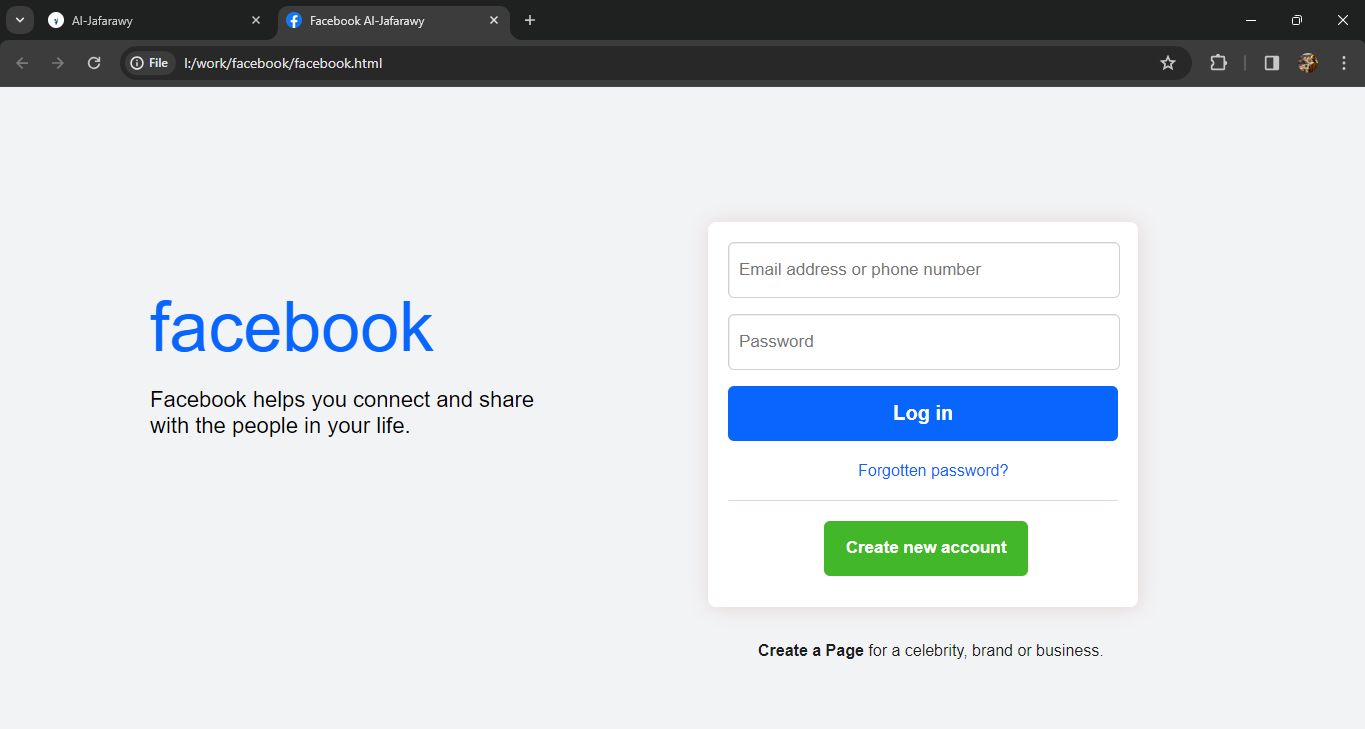 Al-Jafarawy
Facebook Al-Jafarawy
File
I:/work/facebook/facebook.html
facebook
Facebook helps you connect and share
with the people in your life.
Email address or phone number
Password
Log in
Forgotten password?
Create new account
Create a Page for a celebrity, brand or business.